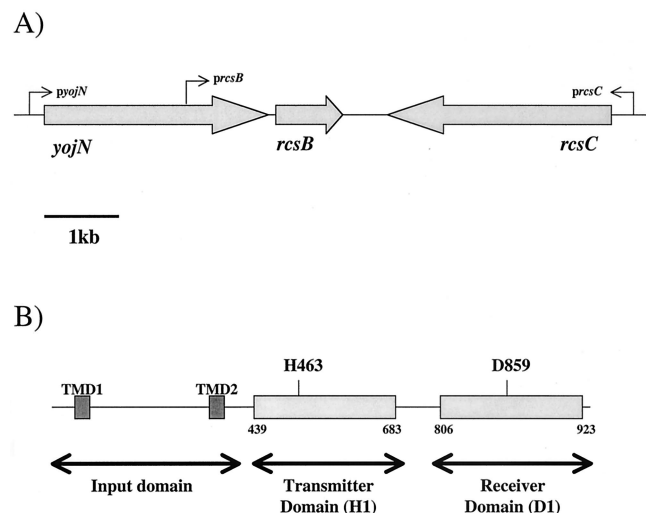 A)
pyojN
prcsB
prcsC
yojN
rcsB
rcsC
1kb
B)
H463
D859
TMD1
TMD2
439
683
806
923
Input domain
Transmitter
Domain (H1)
Receiver
Domain (D1)